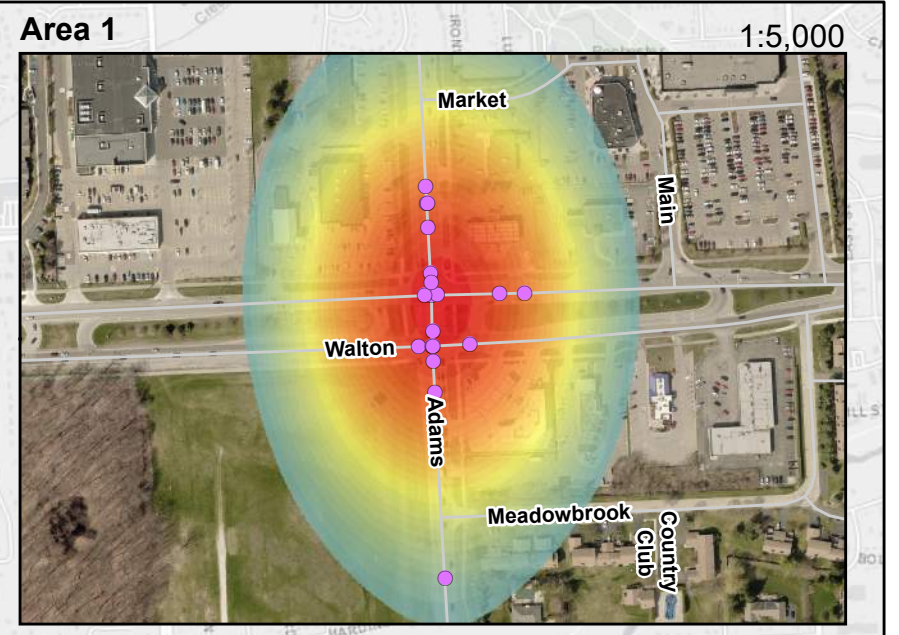 Area 1
1:5,000
Market
Main
Walton
Adams
Meadowbrook
Country
Club